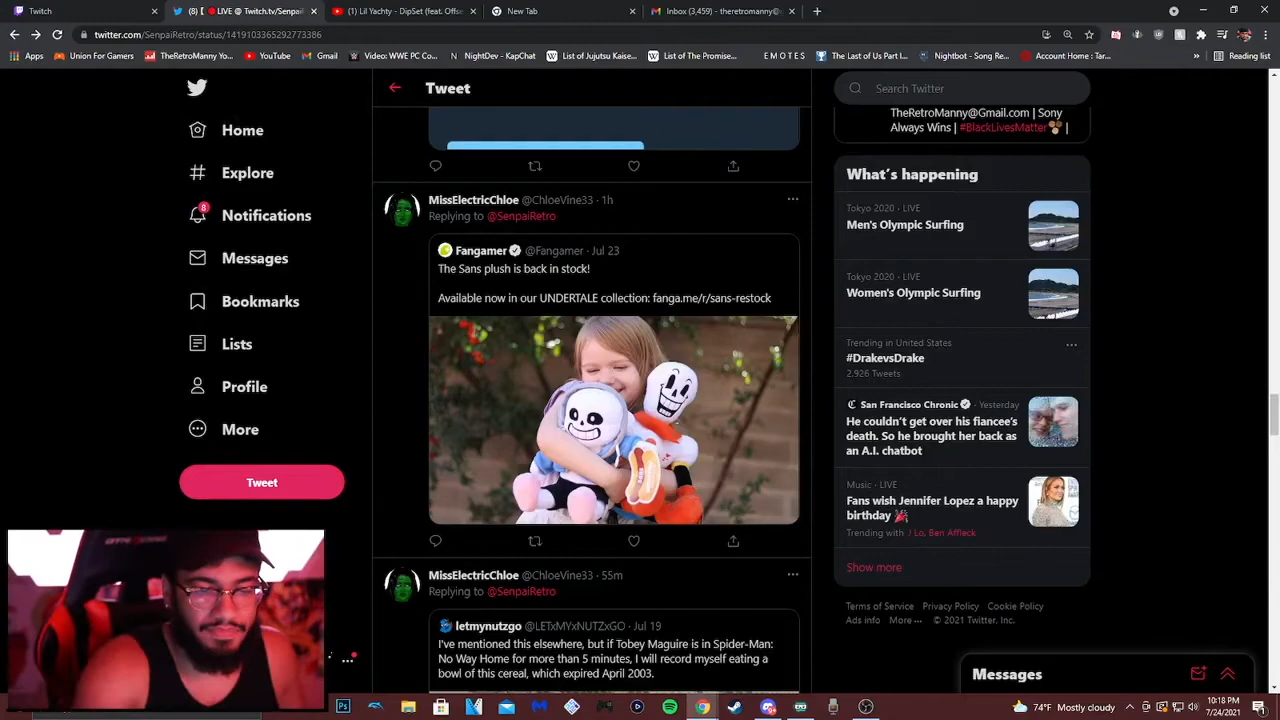 Twitch
(8) LIVE @ Twitch.tv/Senpai
(1) Lil Yachty - DipSet (feat. Offse
New Tab
Inbox (3,459) - theretromanny@
twitter.com/SenpaiRetro/status/1419103365292773386
Apps
Union For Gamers
TheRetroManny Yo...
YouTube
Gmail
Video: WWE PC Co...
NightDev - KapChat
List of Jujutsu Kaise...
List of The Promise...
E M O T E S
The Last of Us Part I...
Nightbot - Song Re...
Account Home : Tar...
Reading list
Home
Explore
8
Notifications
Messages
Bookmarks
Lists
Profile
More
Tweet
Tweet
MissElectricChloe @ChloeVine33 · 1h
Replying to @SenpaiRetro
Fangamer @Fangamer · Jul 23
The Sans plush is back in stock!
Available now in our UNDERTALE collection: fanga.me/r/sans-restock
MissElectricChloe @ChloeVine33 · 55m
Replying to @SenpaiRetro
letmynutzgo @LETxMYxNUTZxGO · Jul 19
I've mentioned this elsewhere, but if Tobey Maguire is in Spider-Man:
No Way Home for more than 5 minutes, I will record myself eating a
bowl of this cereal, which expired April 2003.
Search Twitter
TheRetroManny@Gmail.com | Sony
Always Wins | #BlackLivesMatter |
What's happening
Tokyo 2020 · LIVE
Men's Olympic Surfing
Tokyo 2020 · LIVE
Women's Olympic Surfing
Trending in United States
#DrakevsDrake
2,926 Tweets
San Francisco Chronic · Yesterday
He couldn't get over his fiancee's
death. So he brought her back as
an A.I. chatbot
Music · LIVE
Fans wish Jennifer Lopez a happy
birthday
Trending with J Lo, Ben Affleck
Show more
Terms of Service Privacy Policy Cookie Policy
Ads info More ··· © 2021 Twitter, Inc.
Messages
74°F Mostly cloudy
10:18 PM
7/24/2021